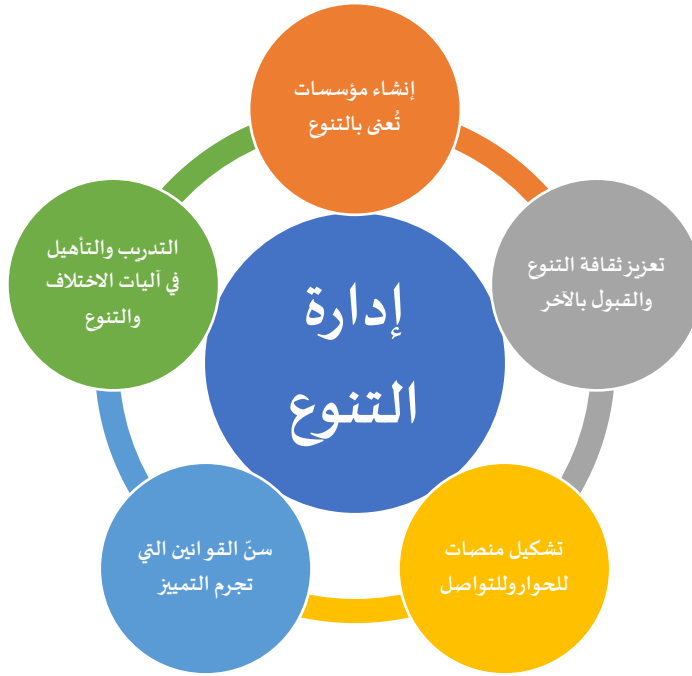 إنشاء مؤسسات
تُعنى بالتنوع
تعزيز ثقافة التنوع
والقبول بالآخر
تشكيل منصات
للحوار وللتواصل
سنّ القوانين التي
تجرم التمييز
التدريب والتأهيل
في آليات الاختلاف
والتنوع
إدارة
التنوع